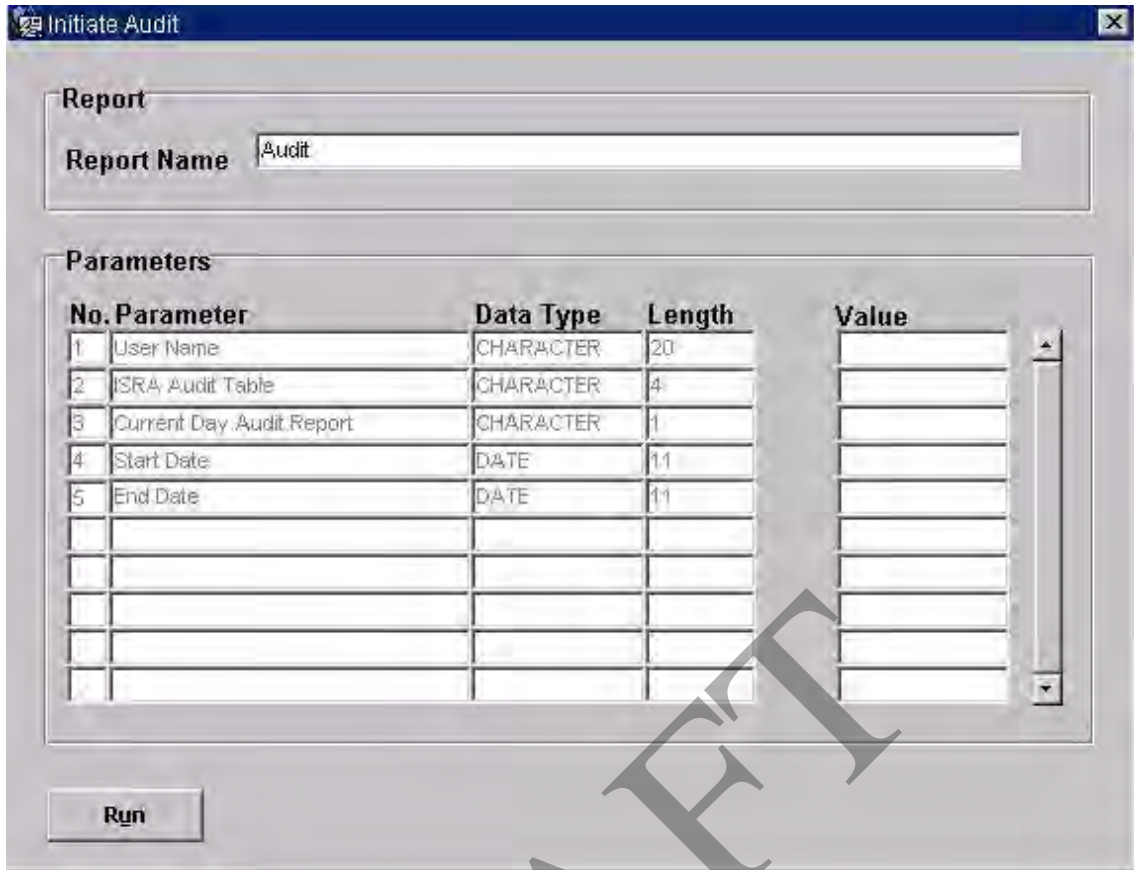 Initiate Audit
Report
Report Name Audit
Parameters
No. Parameter Data Type Length Value
1 User Name CHARACTER 20
2 ISRA Audit Table CHARACTER 4
3 Current Day Audit Report CHARACTER 1
4 Start Date DATE 11
5 End Date DATE 11
Run